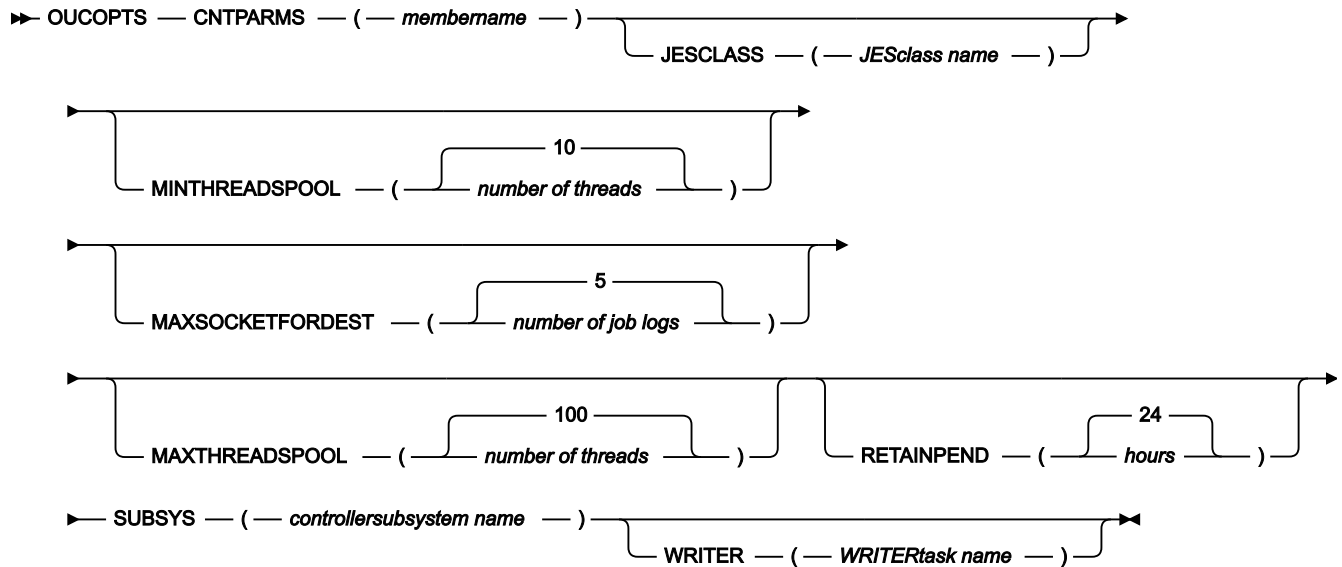 OUCOPTS CNTPARMS ( membername )
JESCLASS ( JESclass name )
10
MINTHREADSPOOL ( number of threads )
5
MAXSOCKETFORDEST ( number of job logs )
100 24
MAXTHREADSPOOL ( number of threads ) RETAINPEND ( hours )
SUBSYS ( controllersubsystem name )
WRITER ( WRITERtask name )